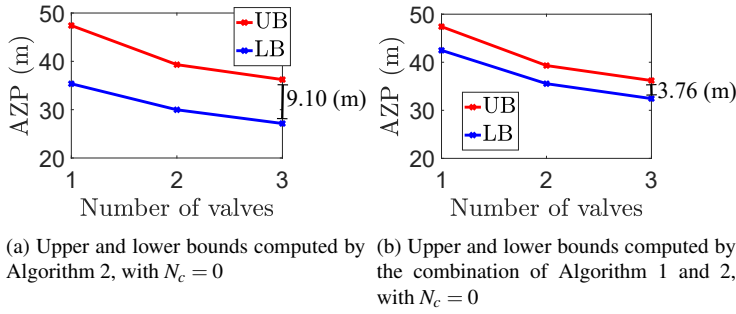 50
40
30
20
AZP (m)
UB
LB
9.10 (m)
1
2
3
Number of valves
(a) Upper and lower bounds computed by
Algorithm 2, with N_c = 0
50
40
30
20
AZP (m)
UB
LB
3.76 (m)
1
2
3
Number of valves
(b) Upper and lower bounds computed by
the combination of Algorithm 1 and 2,
with N_c = 0